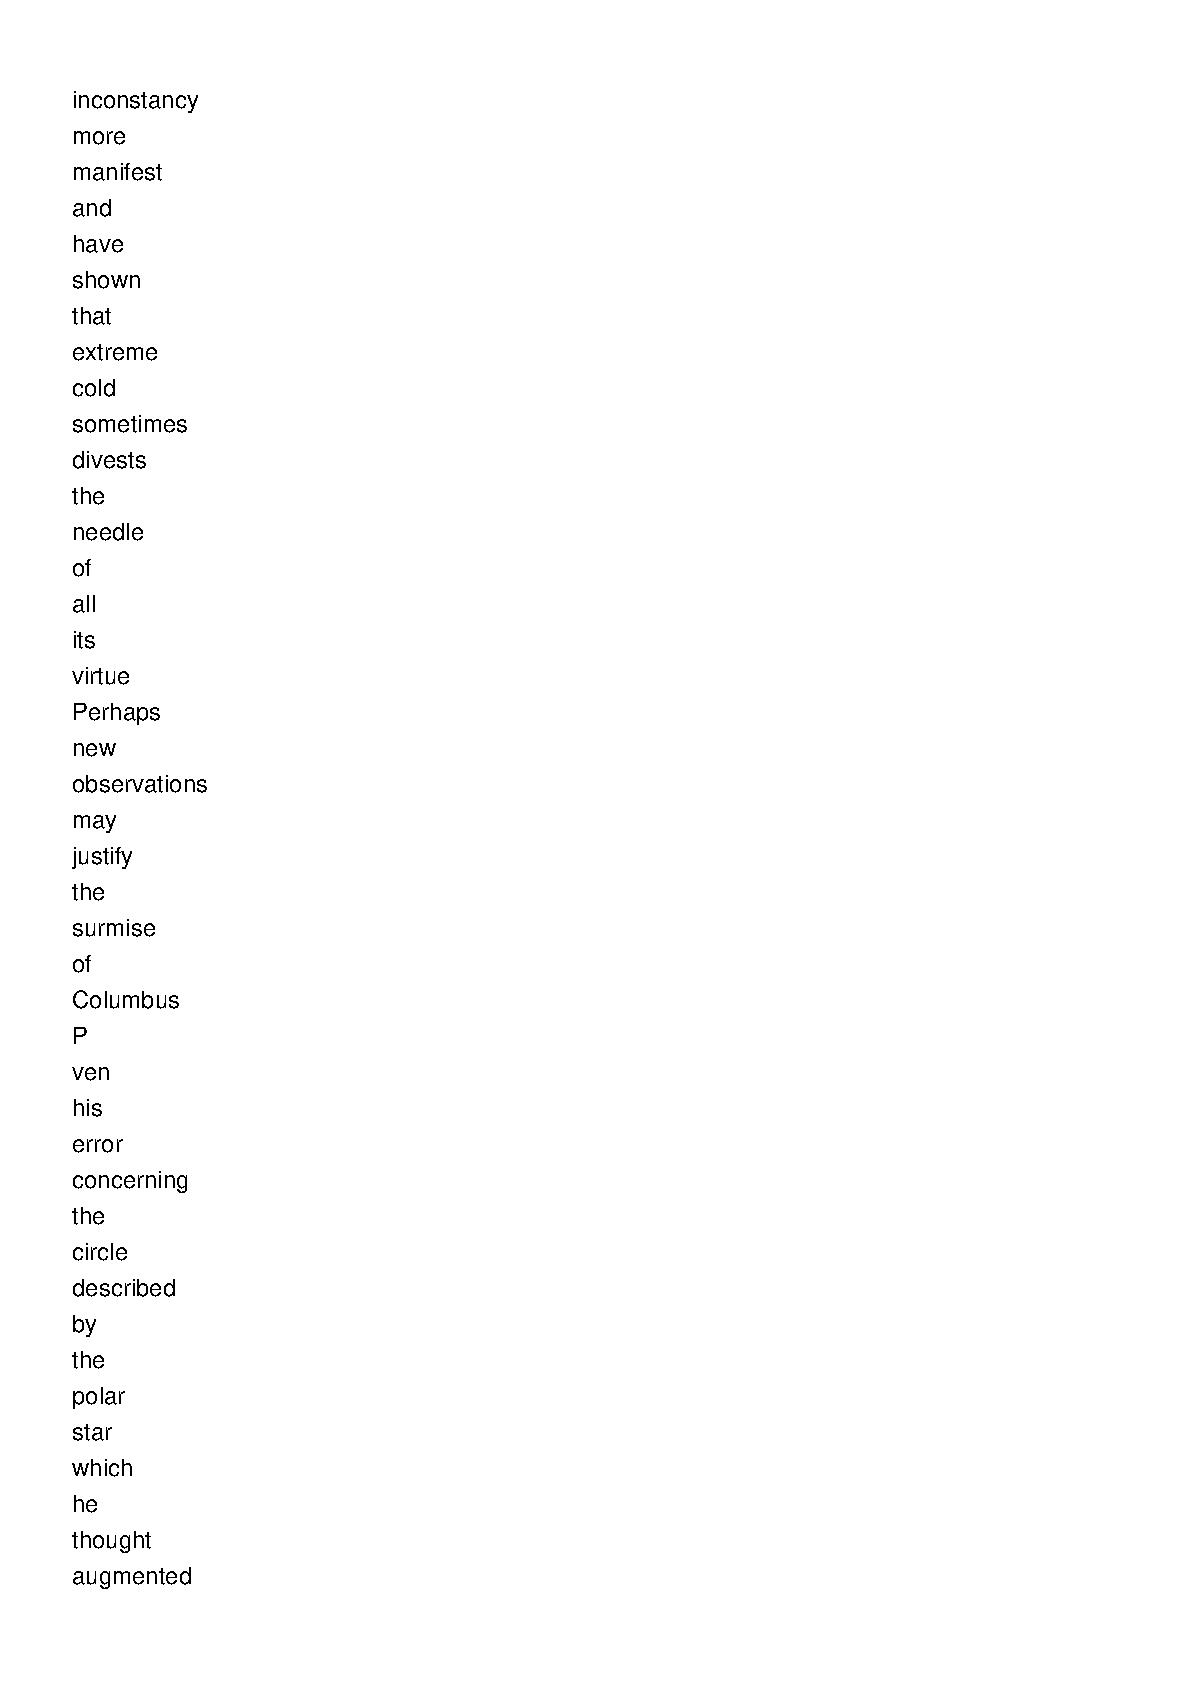 inconstancy
more
manifest
and
have
shown
that
extreme
cold
sometimes
divests
the
needle
of
all
its
virtue
Perhaps
new
observations
may
justify
the
surmise
of
Columbus
P
ven
his
error
concerning
the
circle
described
by
the
polar
star
which
he
thought
augmented